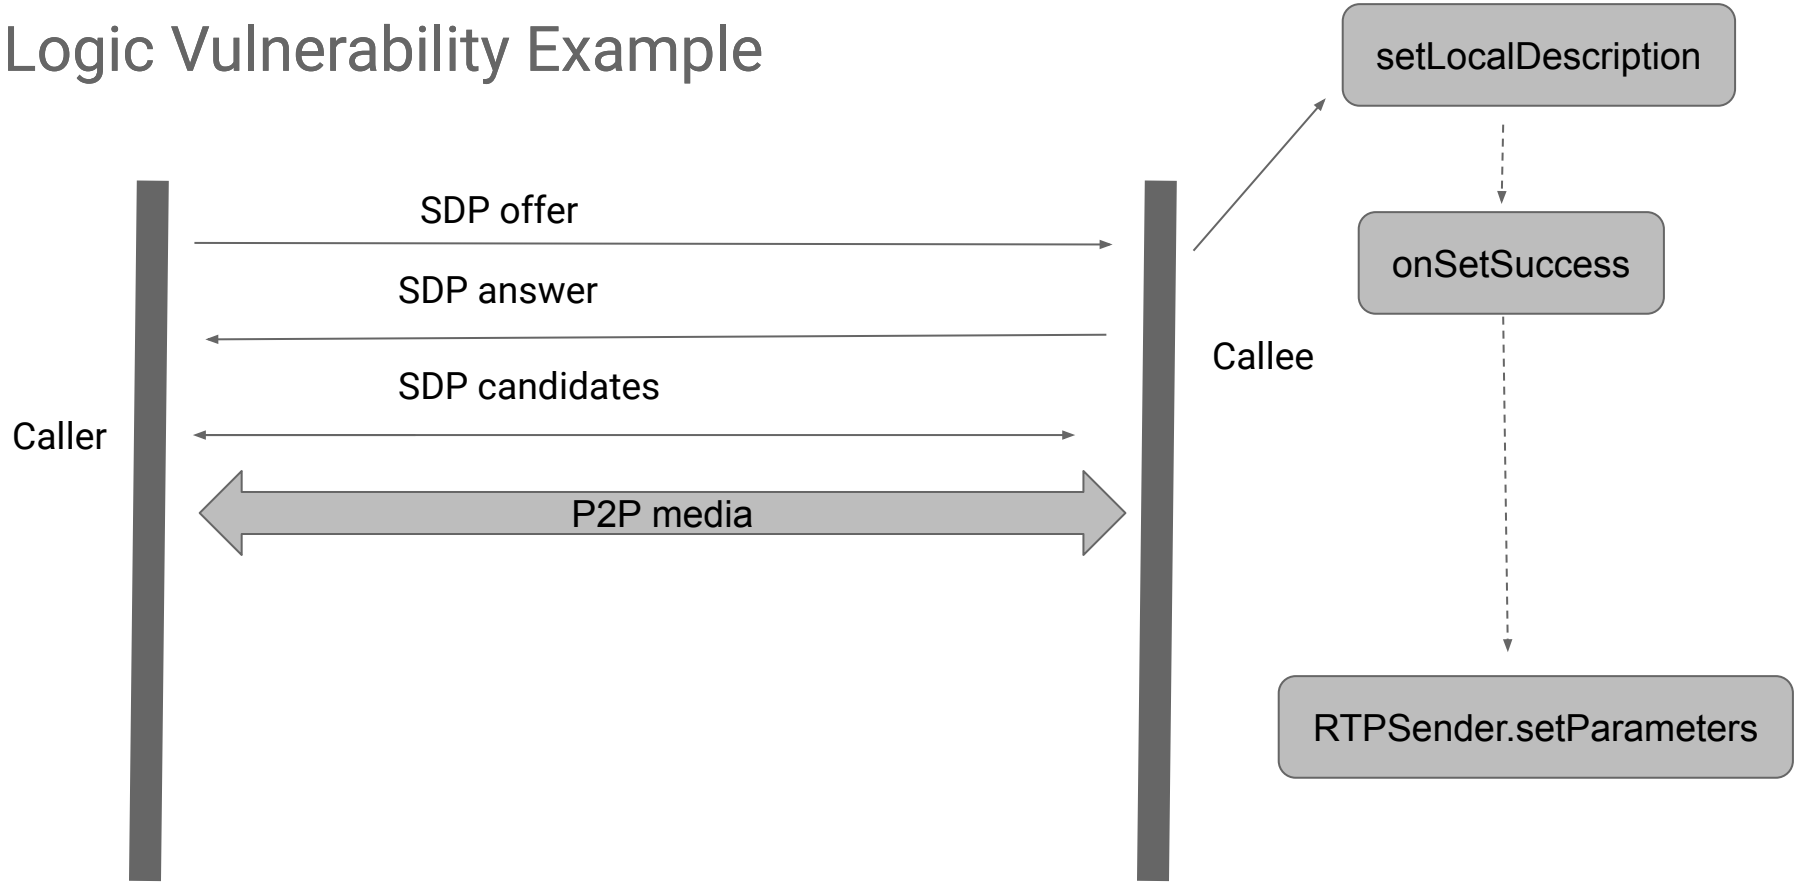 Logic Vulnerability Example
setLocalDescription
SDP offer
onSetSuccess
SDP answer
Callee
SDP candidates
Caller
P2P media
RTPSender.setParameters